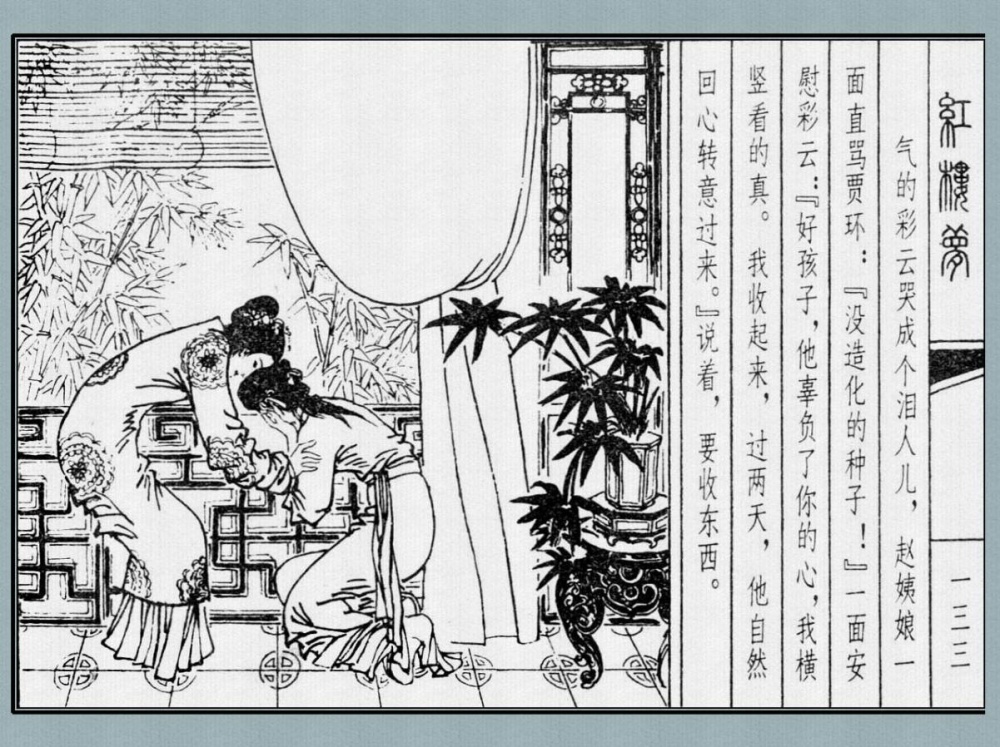 紅樓夢
一三三
气的彩云哭成个泪人儿，赵姨娘一
面直骂贾环：『没造化的种子！』一面安
慰彩云：『好孩子，他辜负了你的心，我横
竖看的真。我收起来，过两天，他自然
回心转意过来。』说着，要收东西。